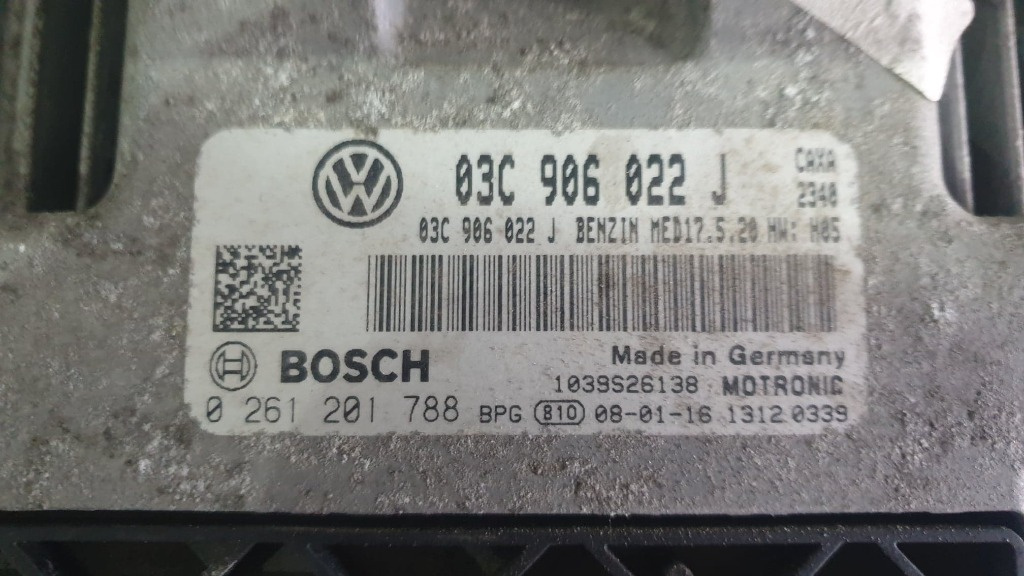 03C 906 022 J CAXA
2340
03C 906 022 J BENZIN MED17.5.20 HW: H05
BOSCH Made in Germany
1039S26138 MOTRONIC
0 261 201 788 BPG 810 08-01-16 1312 0339